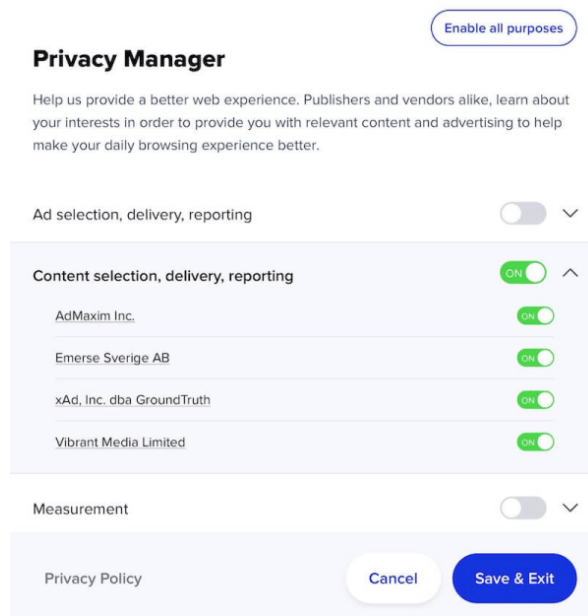 Enable all purposes
Privacy Manager
Help us provide a better web experience. Publishers and vendors alike, learn about
your interests in order to provide you with relevant content and advertising to help
make your daily browsing experience better.
Ad selection, delivery, reporting
Content selection, delivery, reporting ON
AdMaxim Inc. ON
Emerse Sverige AB ON
xAd, Inc. dba GroundTruth ON
Vibrant Media Limited ON
Measurement
Privacy Policy Cancel Save & Exit